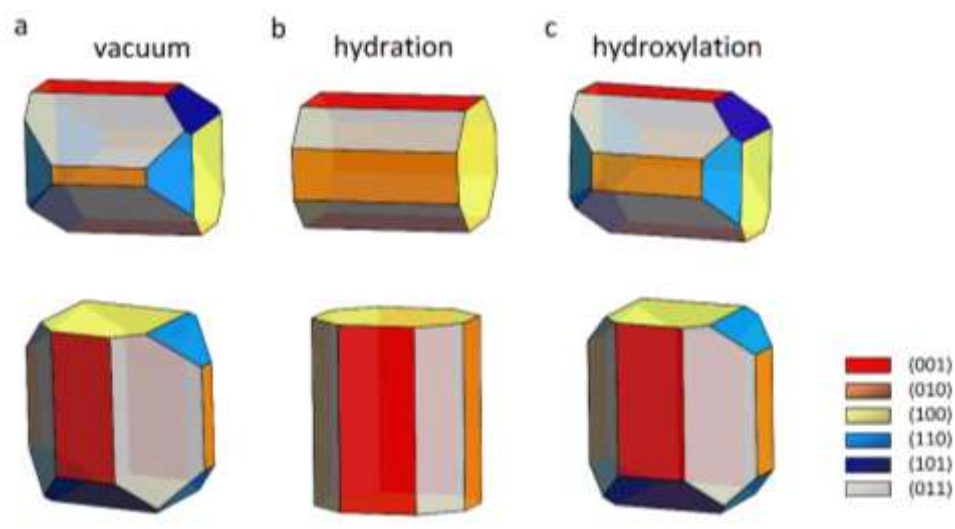 a
vacuum
b
hydration
c
hydroxylation
(001)
(010)
(100)
(110)
(101)
(011)